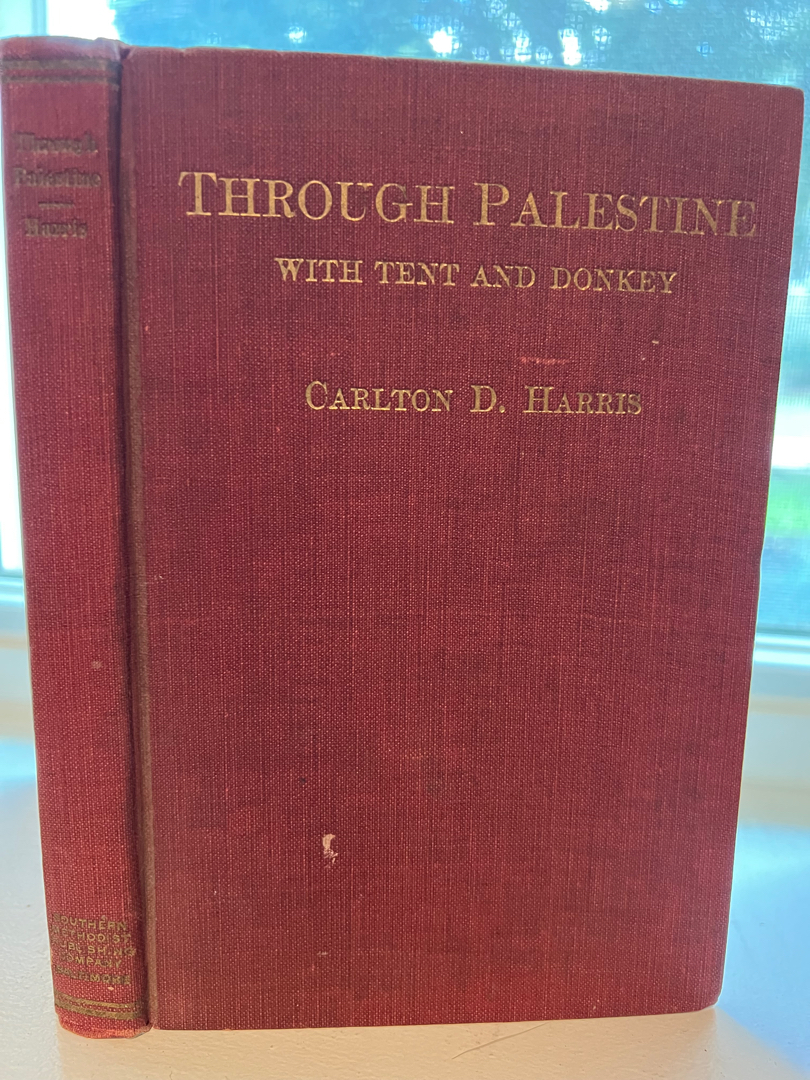 Through
Palestine
Harris
THROUGH PALESTINE
WITH TENT AND DONKEY
CARLTON D. HARRIS
SOUTHERN
METHODIST
PUBLISHING
COMPANY
BALTIMORE